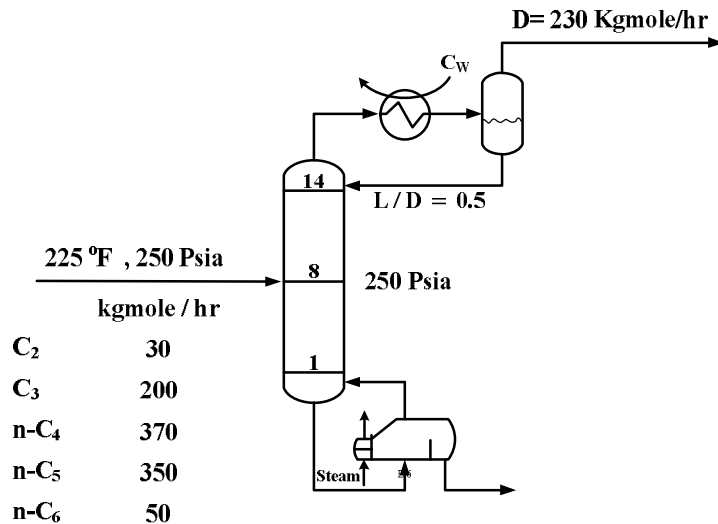 D= 230 Kgmole/hr
CW
14
L / D = 0.5
225 °F , 250 Psia
8
250 Psia
kgmole / hr
C2 30
1
C3 200
n-C4 370
n-C5 350
Steam
n-C6 50